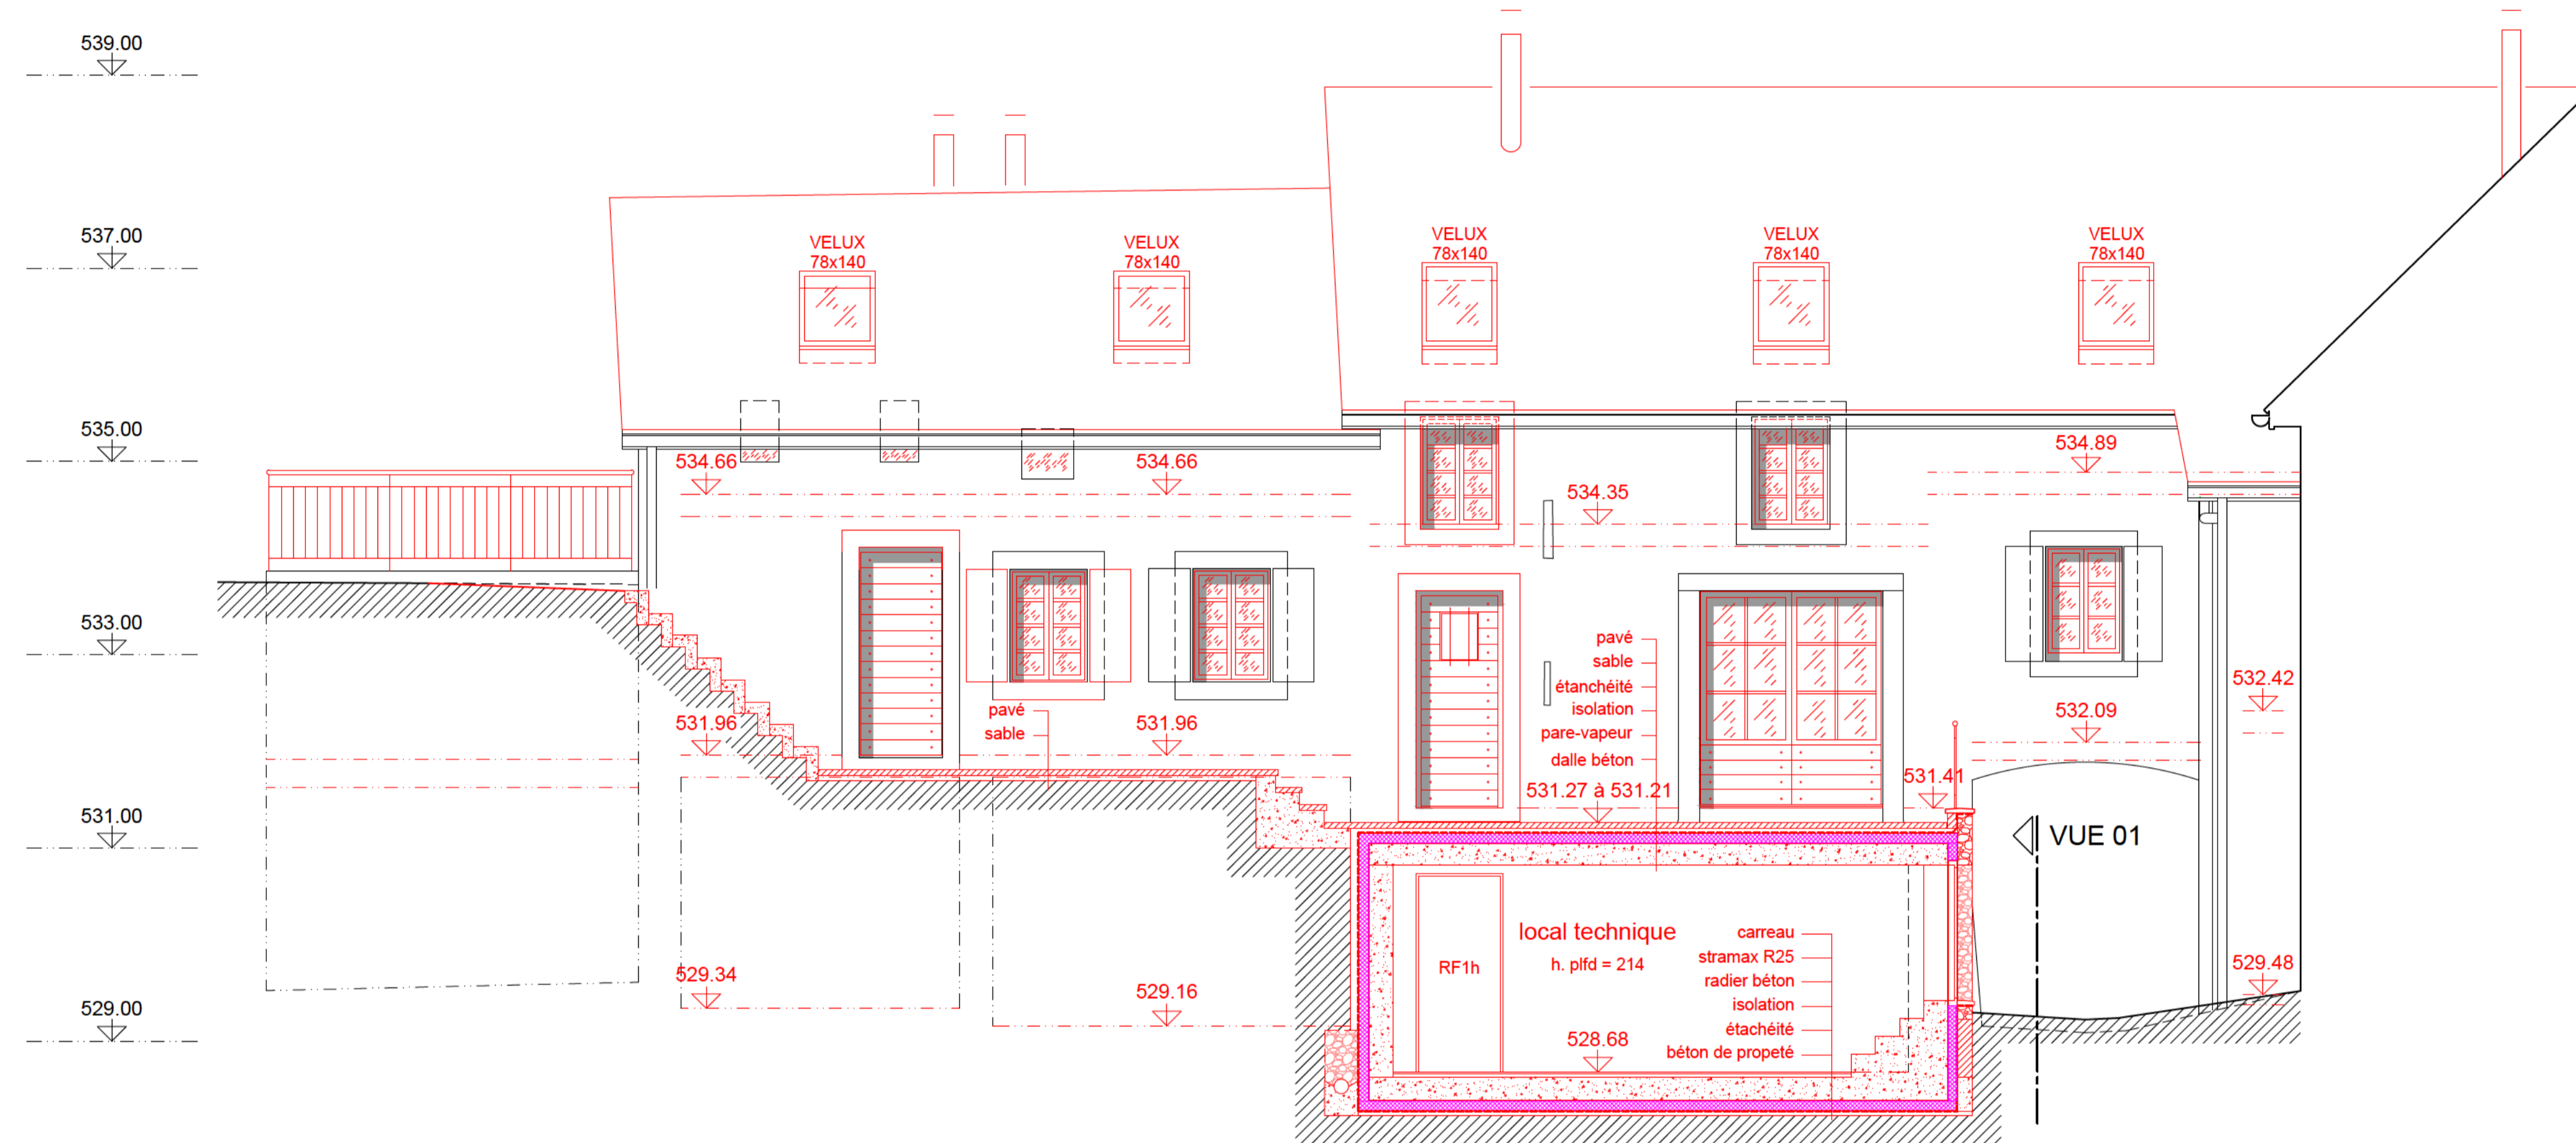 539.00
537.00
535.00
533.00
531.00
529.00
VELUX
78x140
VELUX
78x140
VELUX
78x140
VELUX
78x140
VELUX
78x140
534.66
534.66
534.35
534.89
531.96
531.96
pavé
sable
pavé
sable
étanchéité
isolation
pare-vapeur
dalle béton
531.27 à 531.21
531.41
532.09
532.42
VUE 01
529.34
529.16
RF1h
local technique
h. plfd = 214
528.68
carreau
stramax R25
radier béton
isolation
étachéité
béton de propeté
529.48